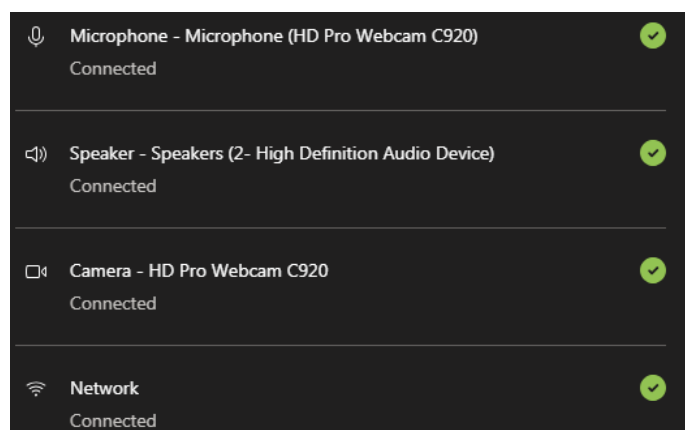 Microphone - Microphone (HD Pro Webcam C920)
Connected
Speaker - Speakers (2- High Definition Audio Device)
Connected
Camera - HD Pro Webcam C920
Connected
Network
Connected